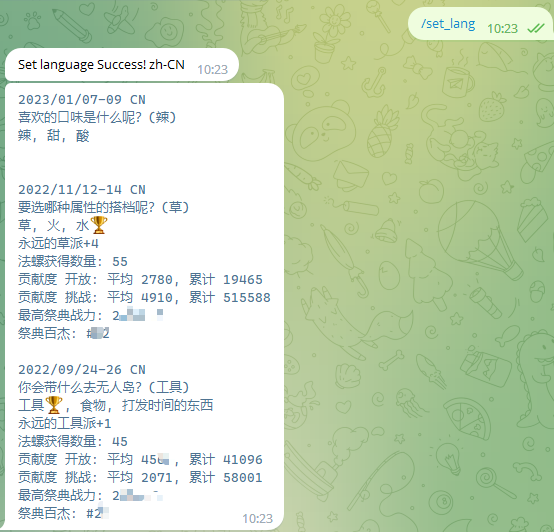 /set_lang 10:23
Set language Success! zh-CN 10:23
2023/01/07-09 CN
喜欢的口味是什么呢? (辣)
辣, 甜, 酸
2022/11/12-14 CN
要选哪种属性的搭档呢? (草)
草, 火, 水🏆
永远的草派+4
法螺获得数量: 55
贡献度 开放: 平均 2780, 累计 19465
贡献度 挑战: 平均 4910, 累计 515588
最高祭典战力: 2
祭典百杰: # 2
2022/09/24-26 CN
你会带什么去无人岛? (工具)
工具🏆, 食物, 打发时间的东西
永远的工具派+1
法螺获得数量: 45
贡献度 开放: 平均 , 累计 41096
贡献度 挑战: 平均 2071, 累计 58001
最高祭典战力: 2
祭典百杰: #2
10:23